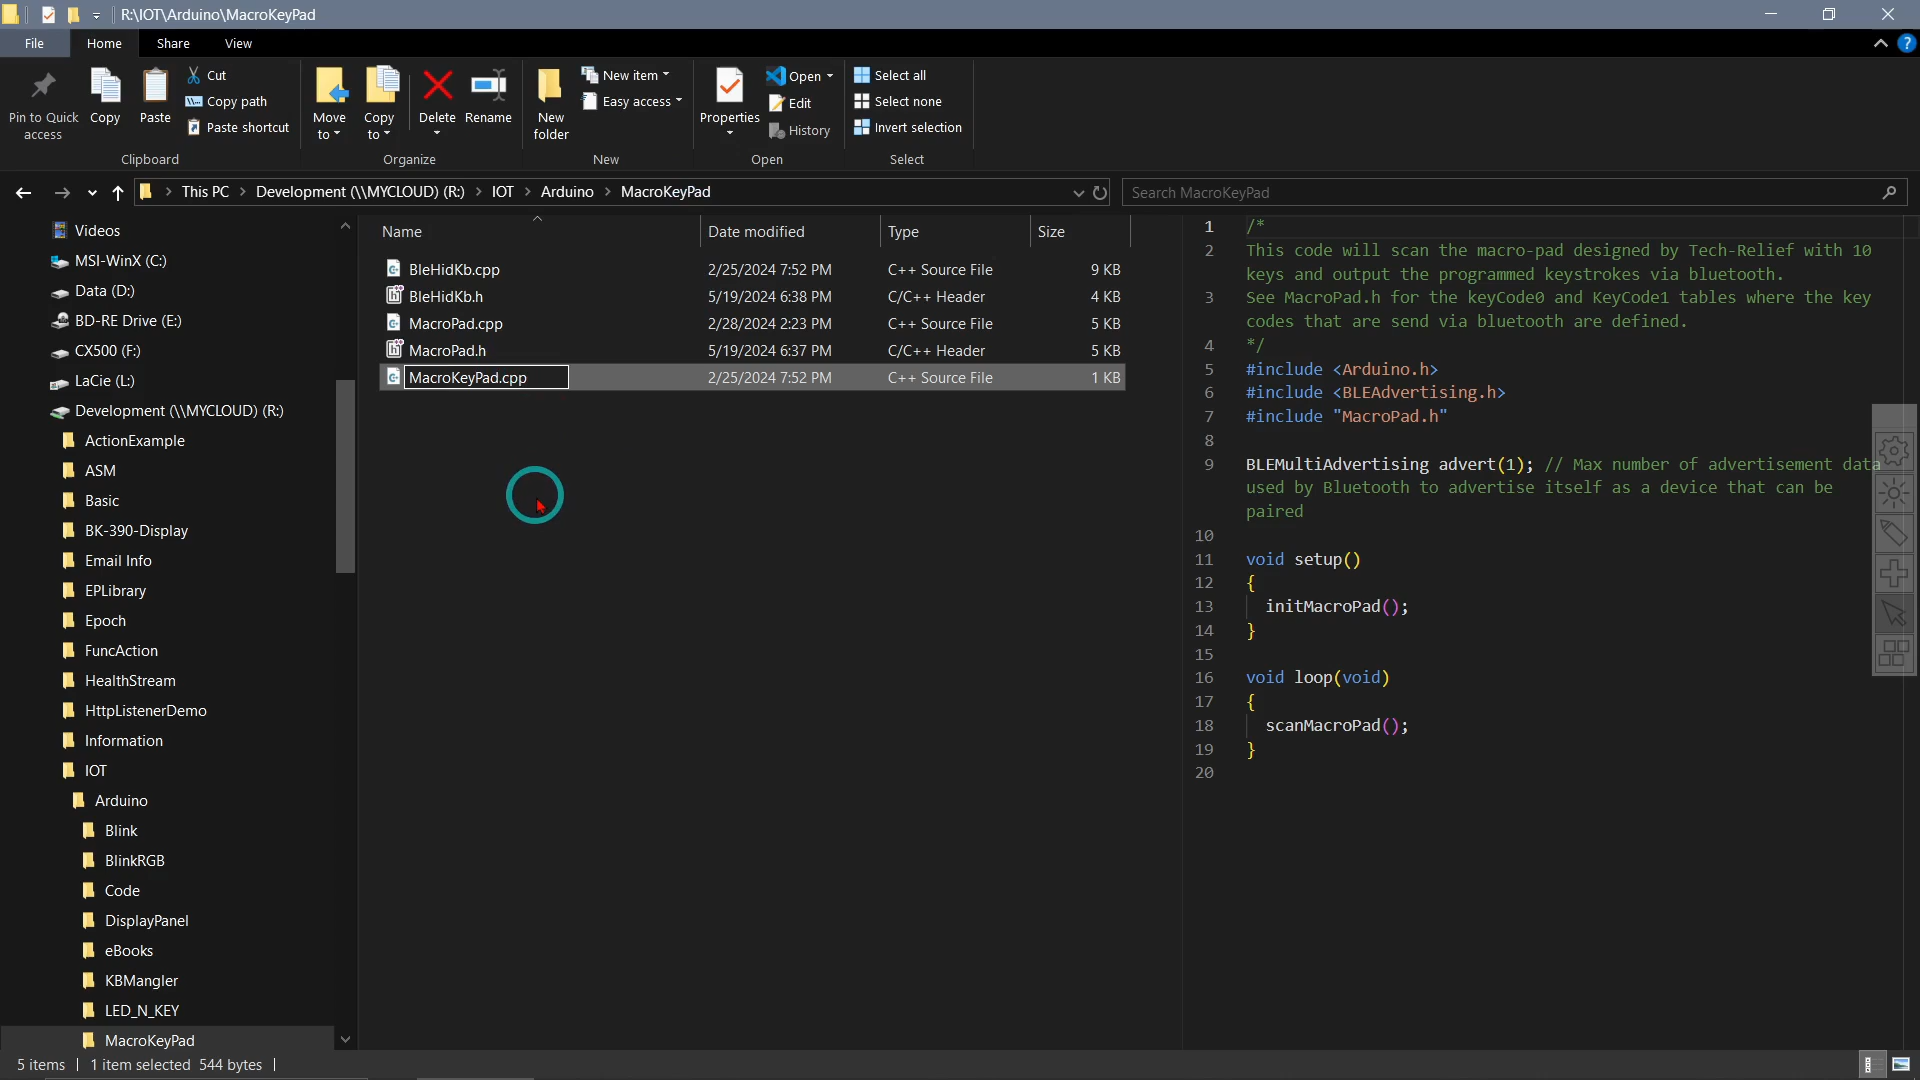 R:\IOT\Arduino\MacroKeyPad
File Home Share View
Pin to Quick access
Copy
Paste
Cut
Copy path
Paste shortcut
Clipboard
Move to
Copy to
Delete
Rename
Organize
New folder
New item
Easy access
New
Properties
Open
Edit
History
Open
Select all
Select none
Invert selection
Select
This PC > Development (\\MYCLOUD) (R:) > IOT > Arduino > MacroKeyPad
Search MacroKeyPad
Videos
MSI-WinX (C:)
Data (D:)
BD-RE Drive (E:)
CX500 (F:)
LaCie (L:)
Development (\\MYCLOUD) (R:)
ActionExample
ASM
Basic
BK-390-Display
Email Info
EPLibrary
Epoch
FuncAction
HealthStream
HttpListenerDemo
Information
IOT
Arduino
Blink
BlinkRGB
Code
DisplayPanel
eBooks
KBMangler
LED_N_KEY
MacroKeyPad
Name Date modified Type Size
BleHidKb.cpp 2/25/2024 7:52 PM C++ Source File 9 KB
BleHidKb.h 5/19/2024 6:38 PM C/C++ Header 4 KB
MacroPad.cpp 2/28/2024 2:23 PM C++ Source File 5 KB
MacroPad.h 5/19/2024 6:37 PM C/C++ Header 5 KB
MacroKeyPad.cpp 2/25/2024 7:52 PM C++ Source File 1 KB
1 /*
2 This code will scan the macro-pad designed by Tech-Relief with 10
keys and output the programmed keystrokes via bluetooth.
3 See MacroPad.h for the keyCode0 and KeyCode1 tables where the key
codes that are send via bluetooth are defined.
4 */
5 #include <Arduino.h>
6 #include <BLEAdvertising.h>
7 #include "MacroPad.h"
8
9 BLEMultiAdvertising advert(1); // Max number of advertisement data
used by Bluetooth to advertise itself as a device that can be
paired
10
11 void setup()
12 {
13 initMacroPad();
14 }
15
16 void loop(void)
17 {
18 scanMacroPad();
19 }
20
5 items 1 item selected 544 bytes